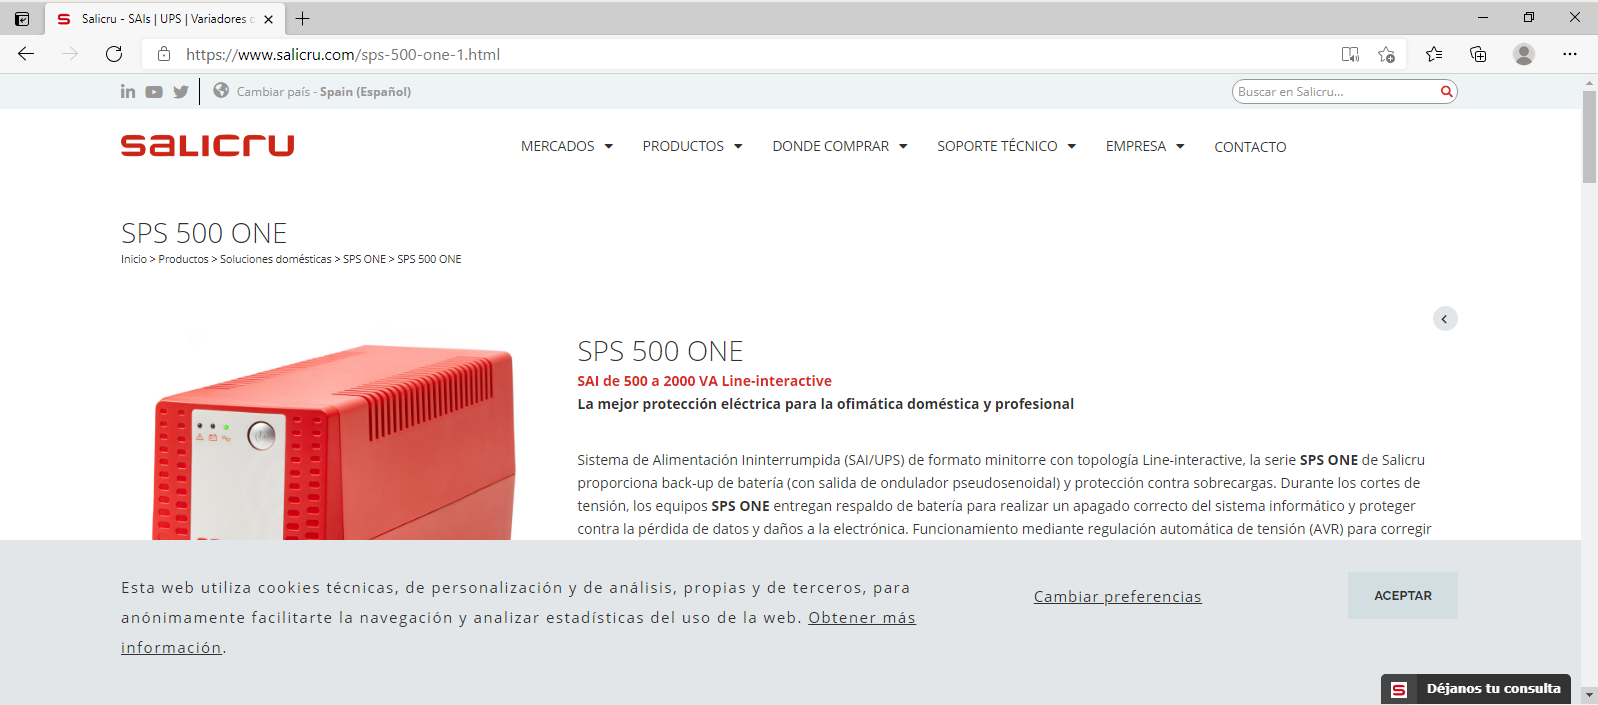 Salicru - SAIs | UPS | Variadores
https://www.salicru.com/sps-500-one-1.html
Cambiar país - Spain (Español)
Buscar en Salicru...
SALICRU
MERCADOS
PRODUCTOS
DONDE COMPRAR
SOPORTE TÉCNICO
EMPRESA
CONTACTO
SPS 500 ONE
Inicio > Productos > Soluciones domésticas > SPS ONE > SPS 500 ONE
SPS 500 ONE
SAI de 500 a 2000 VA Line-interactive
La mejor protección eléctrica para la ofimática doméstica y profesional
Sistema de Alimentación Ininterrumpida (SAI/UPS) de formato minitorre con topología Line-interactive, la serie SPS ONE de Salicru
proporciona back-up de batería (con salida de ondulador pseudosenoidal) y protección contra sobrecargas. Durante los cortes de
tensión, los equipos SPS ONE entregan respaldo de batería para realizar un apagado correcto del sistema informático y proteger
contra la pérdida de datos y daños a la electrónica. Funcionamiento mediante regulación automática de tensión (AVR) para corregir
Esta web utiliza cookies técnicas, de personalización y de análisis, propias y de terceros, para
anónimamente facilitarte la navegación y analizar estadísticas del uso de la web. Obtener más
información.
Cambiar preferencias
ACEPTAR
Déjanos tu consulta